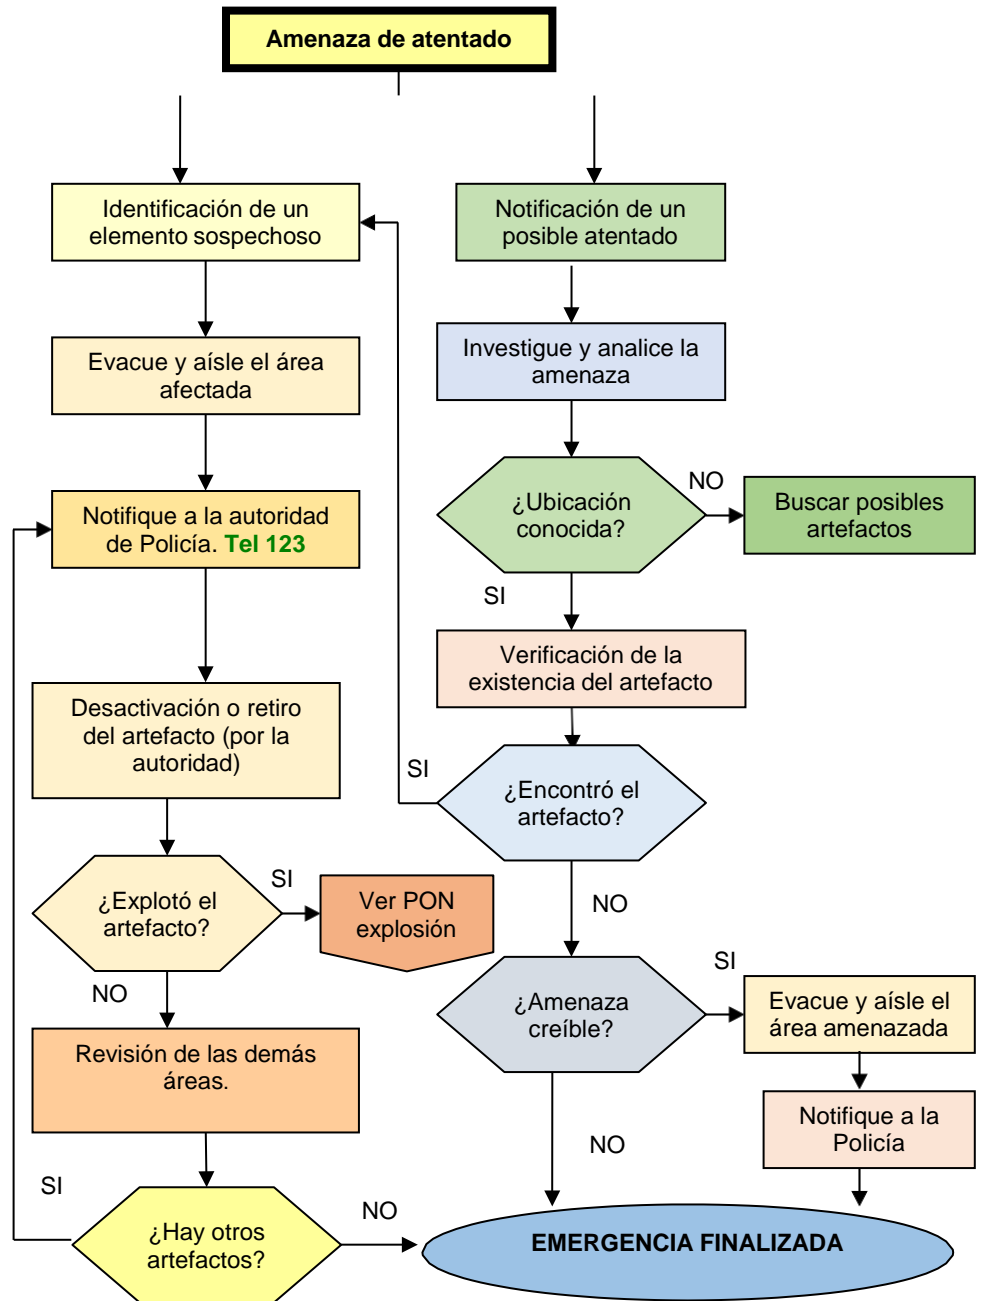 Amenaza de atentado
Identificación de un
elemento sospechoso
Notificación de un
posible atentado
Evacue y aísle el área
afectada
Investigue y analice la
amenaza
Notifique a la autoridad
de Policía. Tel 123
¿Ubicación
conocida?
NO
Buscar posibles
artefactos
SI
Verificación de la
existencia del artefacto
Desactivación o retiro
del artefacto (por la
autoridad)
SI
¿Encontró el
artefacto?
¿Explotó el
artefacto?
SI
Ver PON
explosión
NO
NO
¿Amenaza
creíble?
SI
Evacue y aísle el
área amenazada
Revisión de las demás
áreas.
Notifique a la
Policía
NO
SI
¿Hay otros
artefactos?
NO
EMERGENCIA FINALIZADA